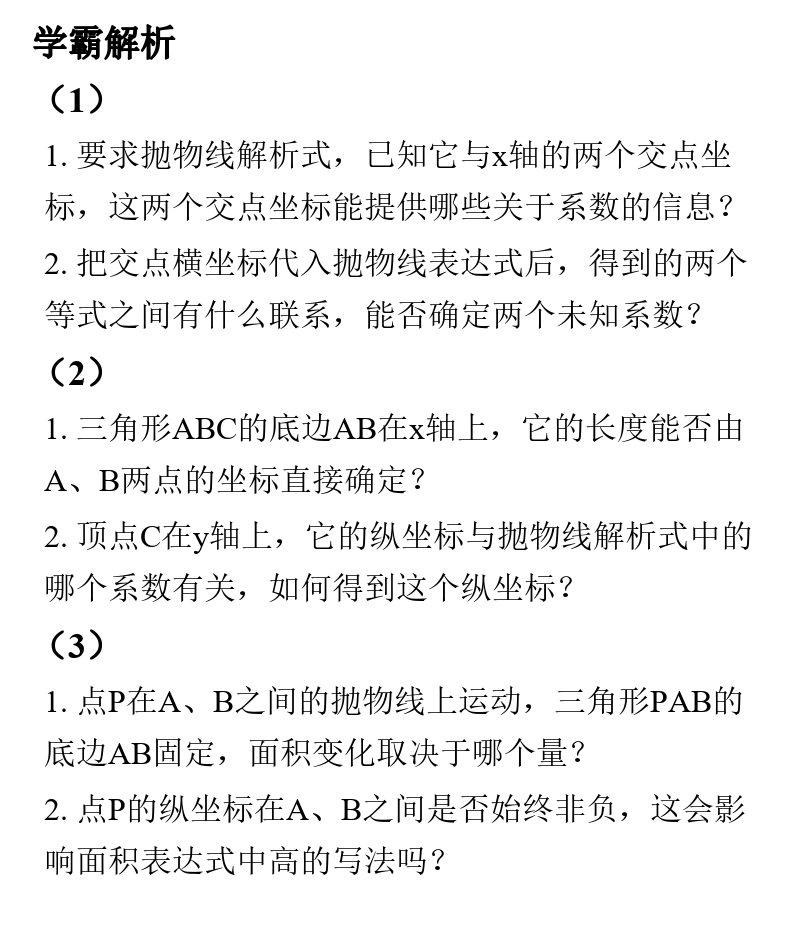 学霸解析
（1）
1. 要求抛物线解析式，已知它与x轴的两个交点坐
标，这两个交点坐标能提供哪些关于系数的信息？
2. 把交点横坐标代入抛物线表达式后，得到的两个
等式之间有什么联系，能否确定两个未知系数？
（2）
1. 三角形ABC的底边AB在x轴上，它的长度能否由
A、B两点的坐标直接确定？
2. 顶点C在y轴上，它的纵坐标与抛物线解析式中的
哪个系数有关，如何得到这个纵坐标？
（3）
1. 点P在A、B之间的抛物线上运动，三角形PAB的
底边AB固定，面积变化取决于哪个量？
2. 点P的纵坐标在A、B之间是否始终非负，这会影
响面积表达式中高的写法吗？